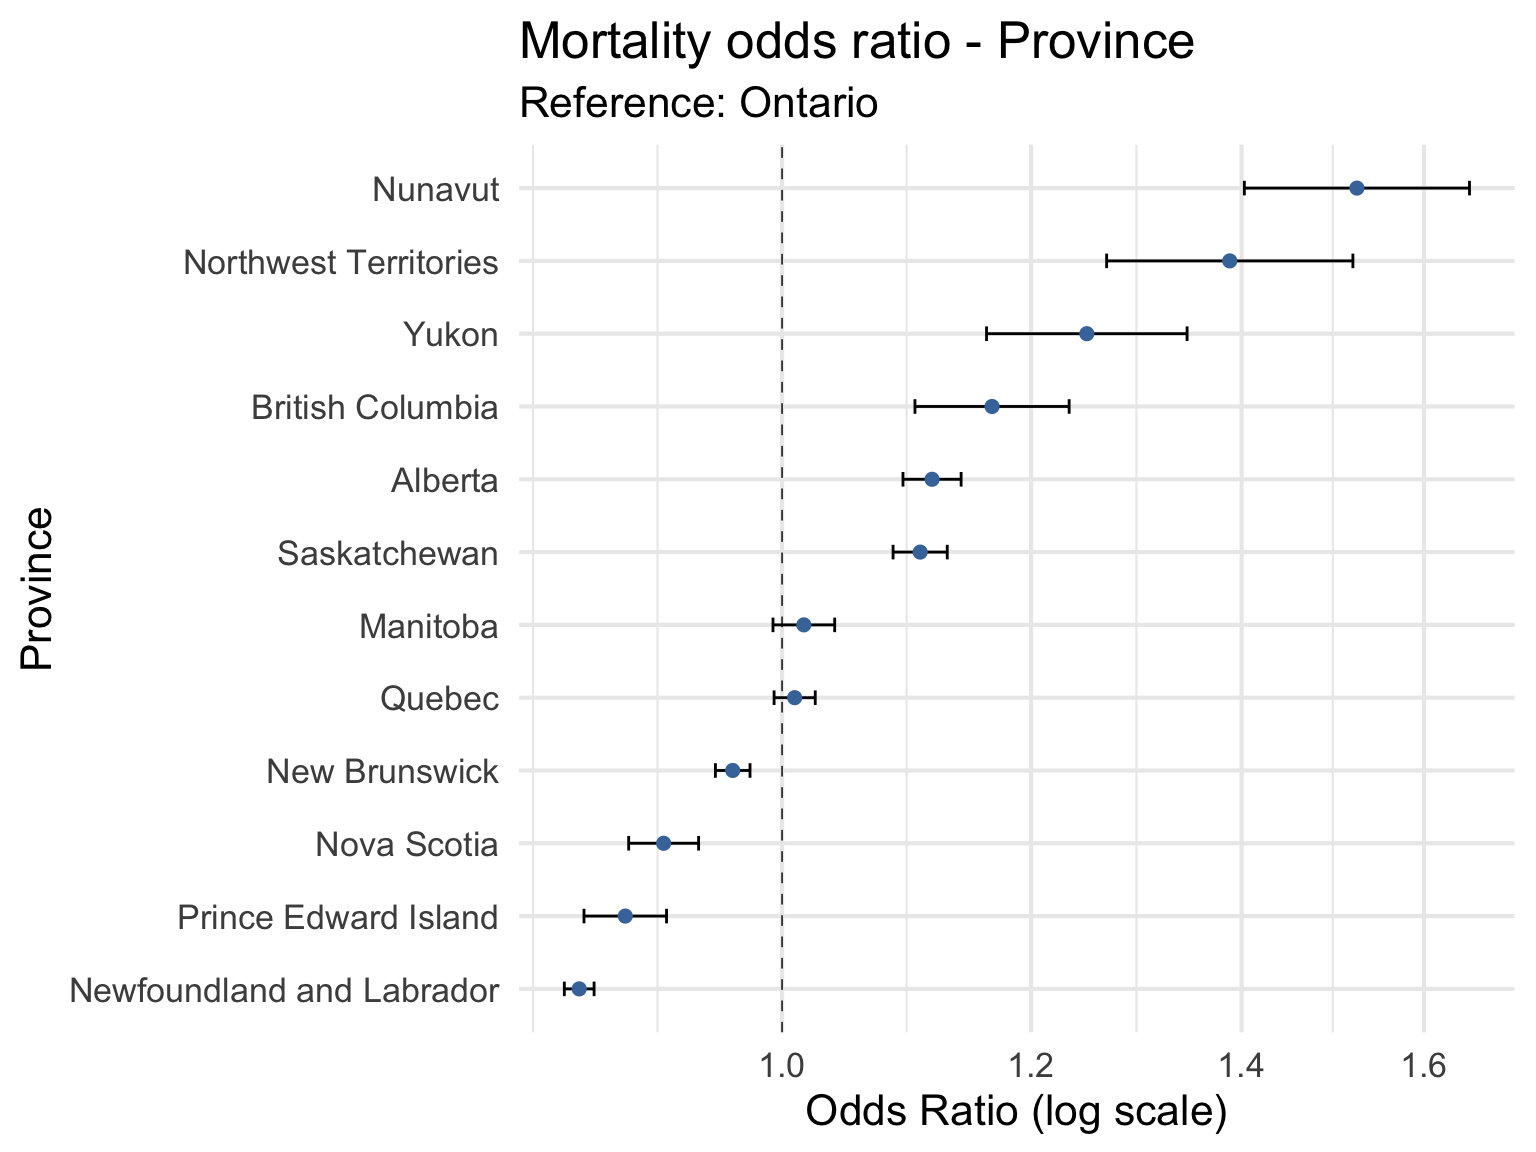 Mortality odds ratio - Province
Reference: Ontario
Province
Nunavut
Northwest Territories
Yukon
British Columbia
Alberta
Saskatchewan
Manitoba
Quebec
New Brunswick
Nova Scotia
Prince Edward Island
Newfoundland and Labrador
1.0 1.2 1.4 1.6
Odds Ratio (log scale)